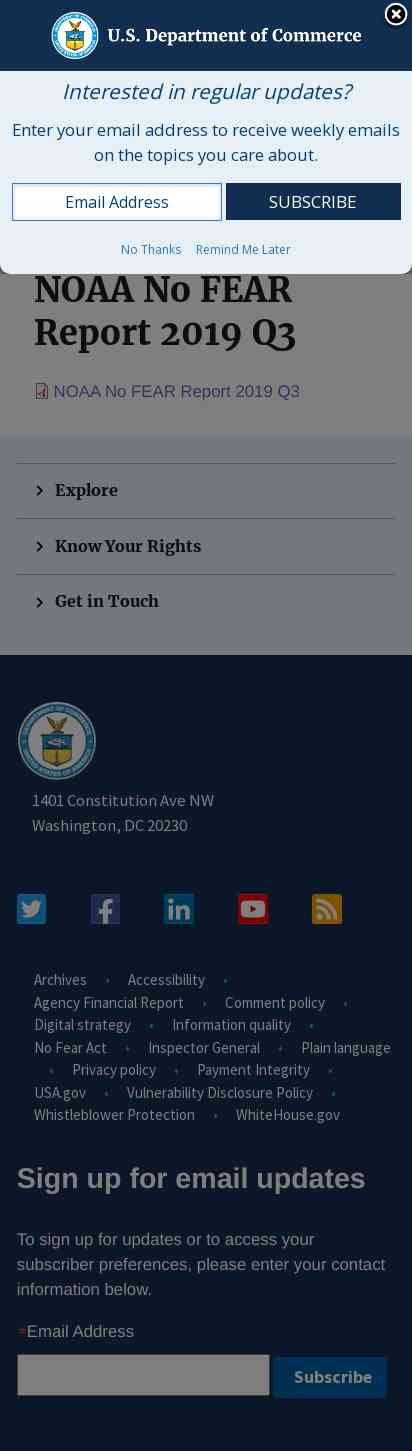 U.S. Department of Commerce
Interested in regular updates?
Enter your email address to receive weekly emails
on the topics you care about.
Email Address SUBSCRIBE
No Thanks Remind Me Later
NOAA No FEAR
Report 2019 Q3
NOAA No FEAR Report 2019 Q3
Explore
Know Your Rights
Get in Touch
1401 Constitution Ave NW
Washington, DC 20230
Archives • Accessibility •
Agency Financial Report • Comment policy •
Digital strategy • Information quality •
No Fear Act • Inspector General • Plain language
• Privacy policy • Payment Integrity •
USA.gov • Vulnerability Disclosure Policy •
Whistleblower Protection • WhiteHouse.gov
Sign up for email updates
To sign up for updates or to access your
subscriber preferences, please enter your contact
information below.
*Email Address
Subscribe